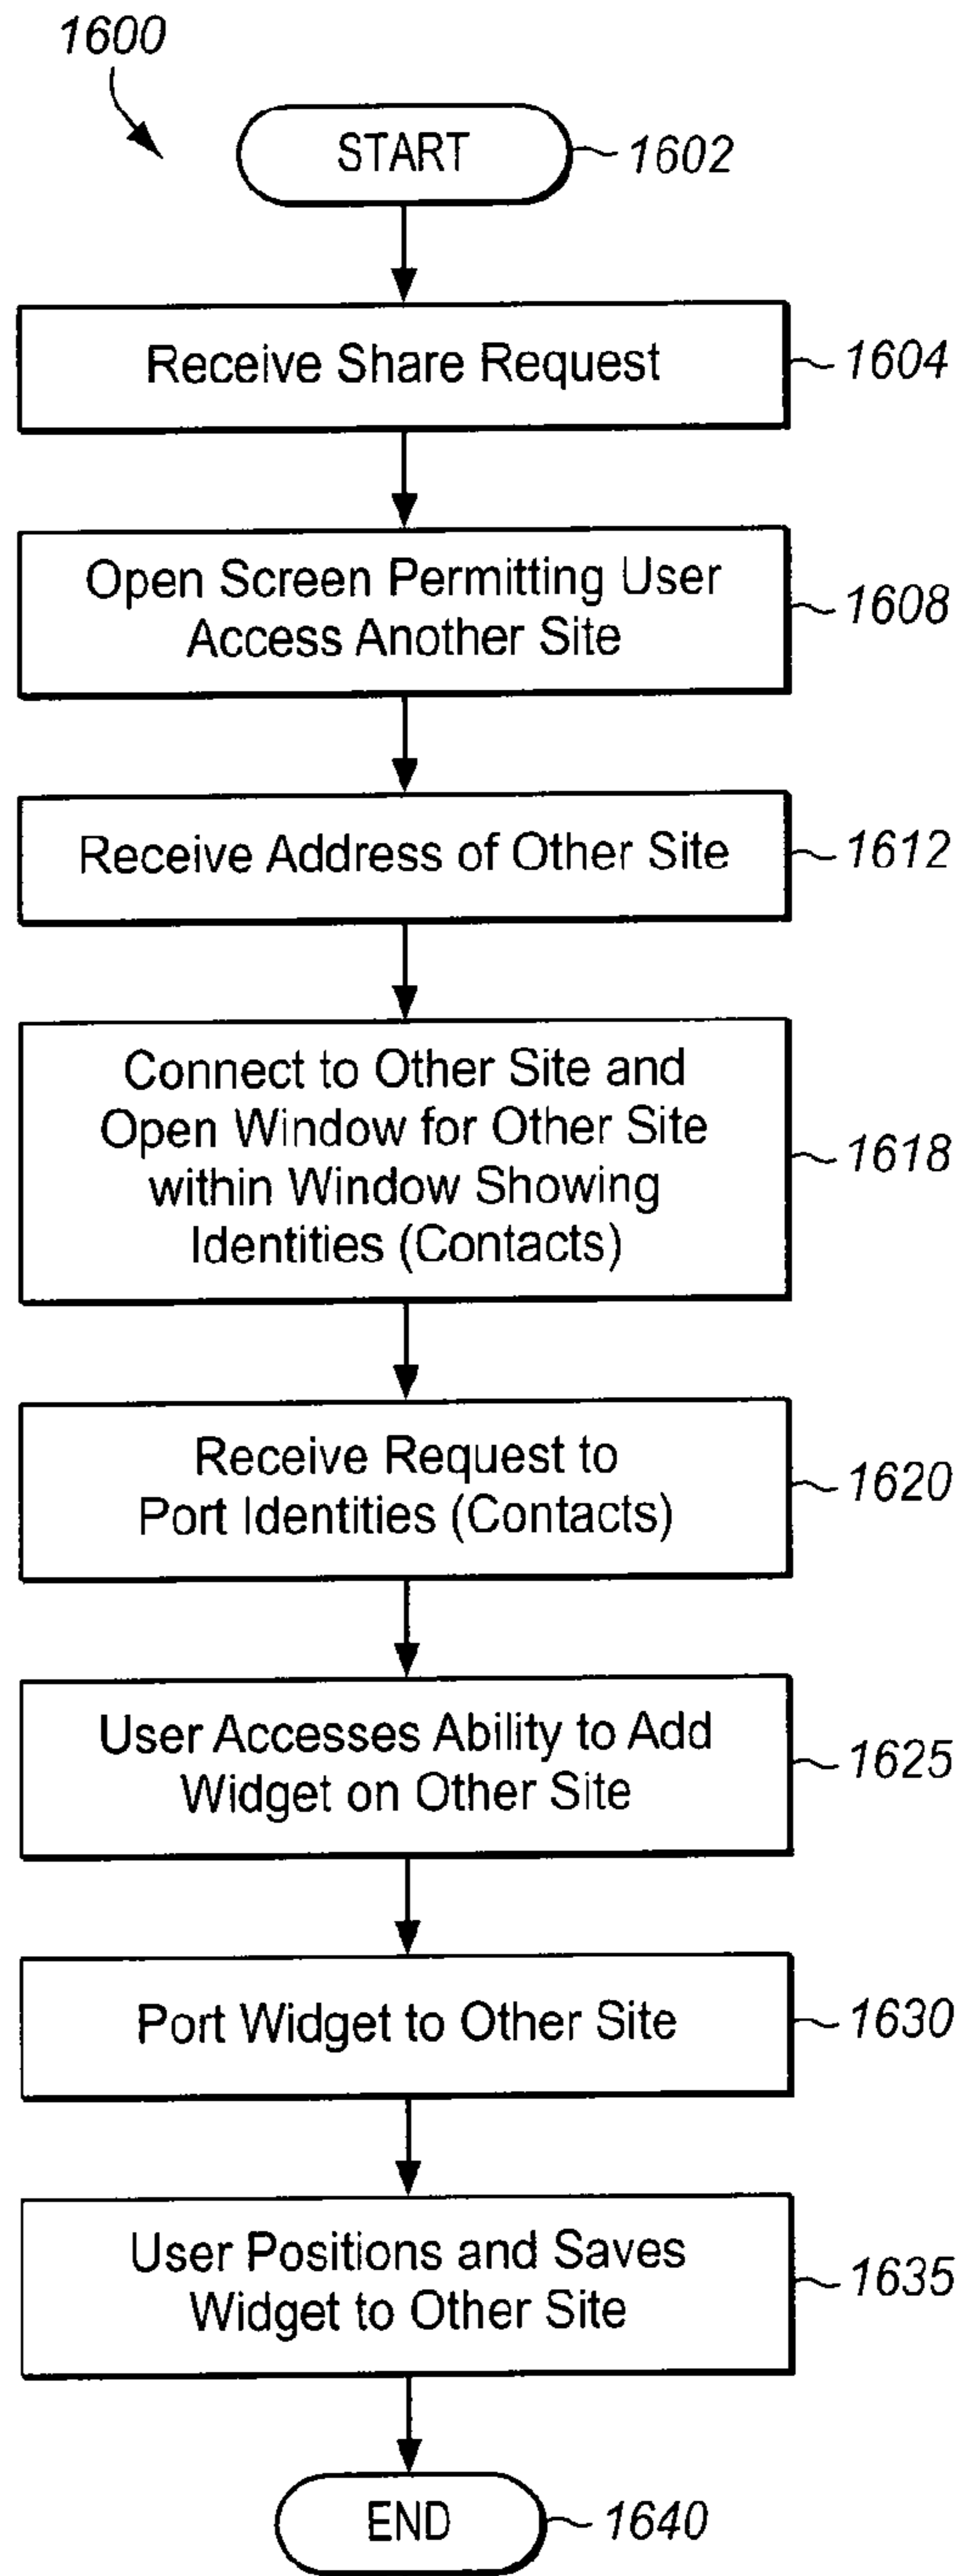 1600
START
1602
Receive Share Request
1604
Open Screen Permitting User
Access Another Site
1608
Receive Address of Other Site
1612
Connect to Other Site and
Open Window for Other Site
within Window Showing
Identities (Contacts)
1618
Receive Request to
Port Identities (Contacts)
1620
User Accesses Ability to Add
Widget on Other Site
1625
Port Widget to Other Site
1630
User Positions and Saves
Widget to Other Site
1635
END
1640